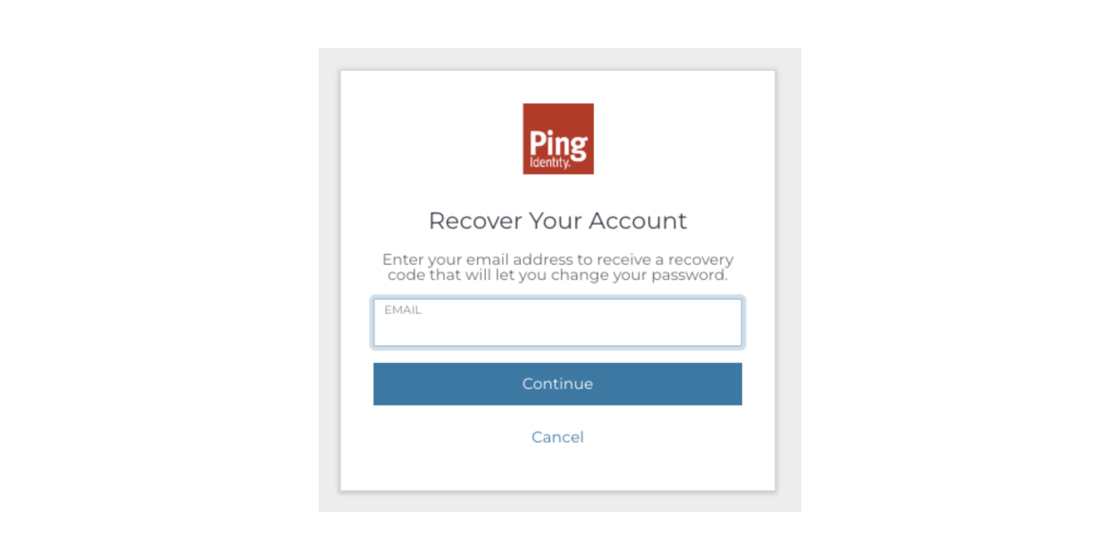 Ping
Identity.
Recover Your Account
Enter your email address to receive a recovery
code that will let you change your password.
EMAIL
Continue
Cancel